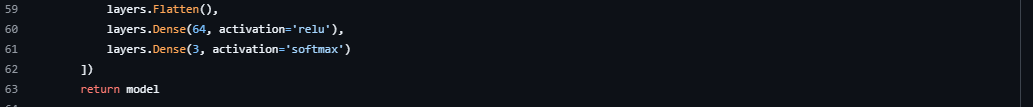 59 layers.Flatten(),
60 layers.Dense(64, activation='relu'),
61 layers.Dense(3, activation='softmax')
62 ])
63 return model